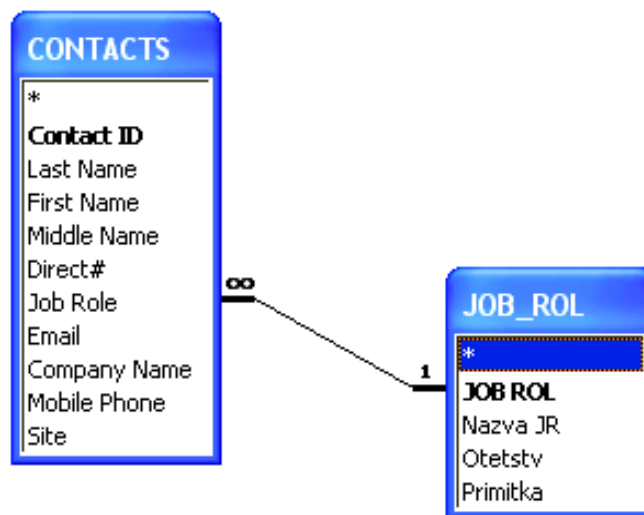 CONTACTS
*
Contact ID
Last Name
First Name
Middle Name
Direct#
Job Role
Email
Company Name
Mobile Phone
Site
∞
1
JOB_ROL
*
JOB ROL
Nazva JR
Otetstv
Primitka